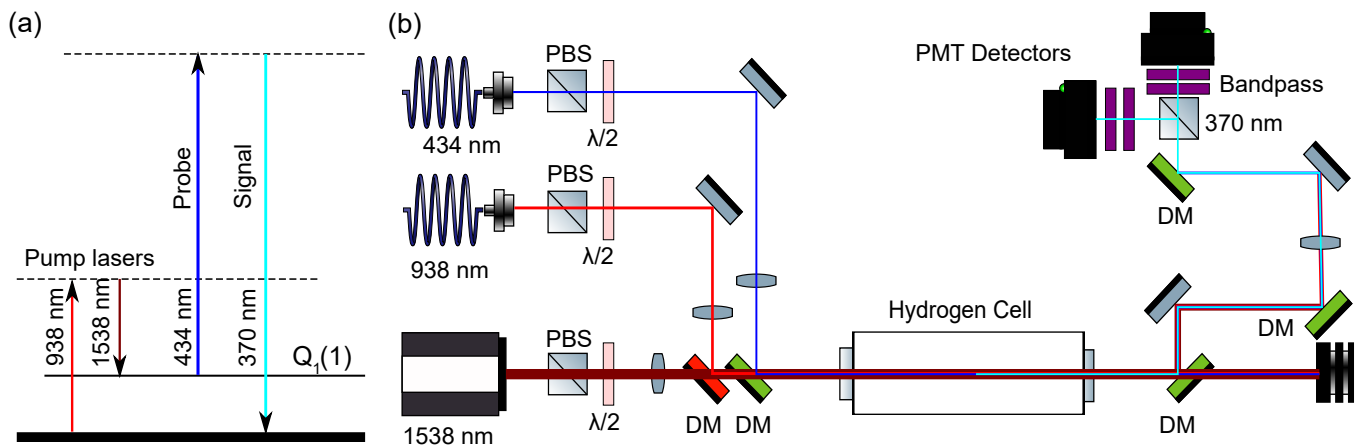 (a)
Probe
Signal
Pump lasers
938 nm
1538 nm
434 nm
370 nm
Q₁(1)
(b)
PBS
434 nm
λ/2
PBS
938 nm
λ/2
PBS
1538 nm
λ/2
DM
DM
Hydrogen Cell
PMT Detectors
Bandpass
370 nm
DM
DM
DM